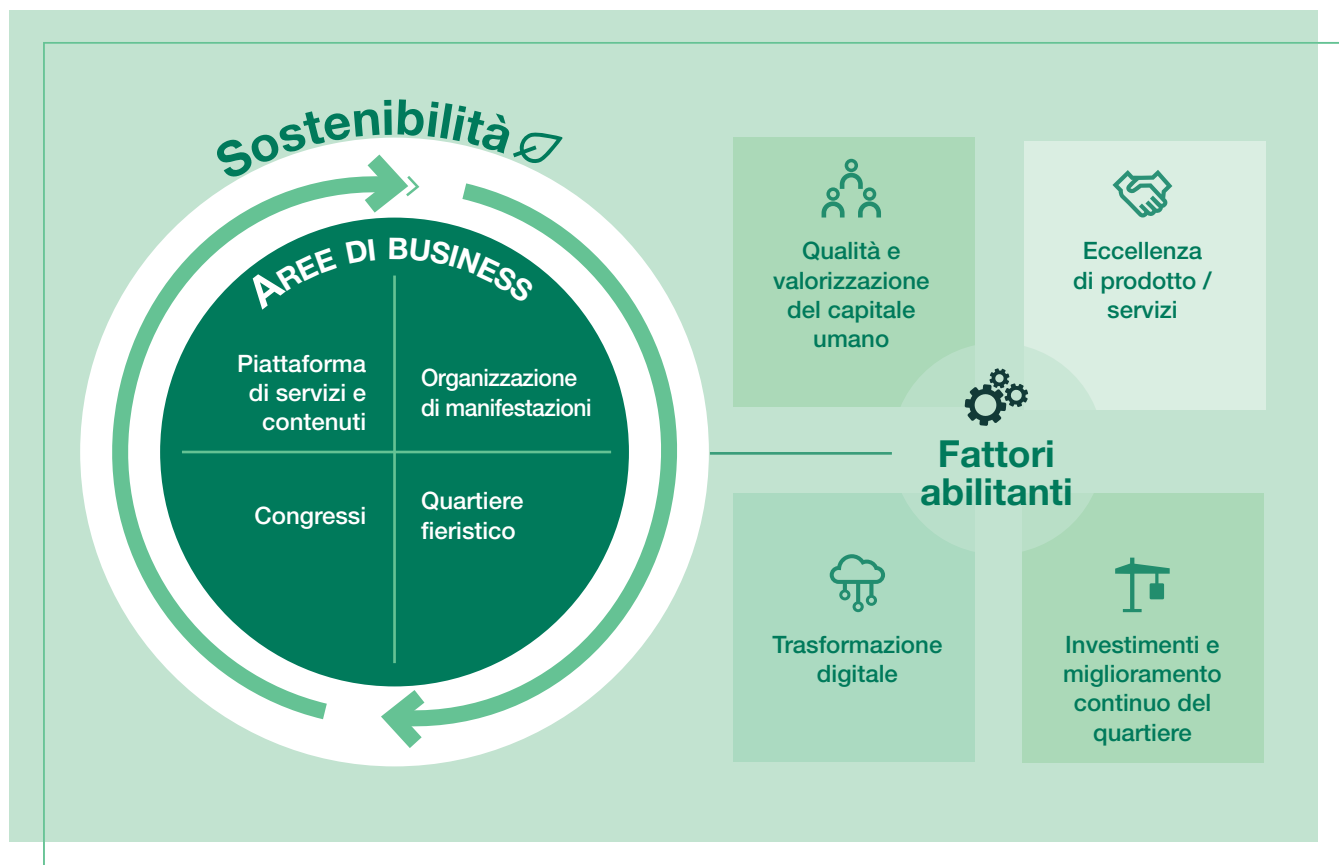 Sostenibilità
AREE DI BUSINESS
Piattaforma
di servizi e
contenuti
Organizzazione
di manifestazioni
Congressi
Quartiere
fieristico
Qualità e
valorizzazione
del capitale
umano
Eccellenza
di prodotto /
servizi
Fattori
abilitanti
Trasformazione
digitale
Investimenti e
miglioramento
continuo del
quartiere